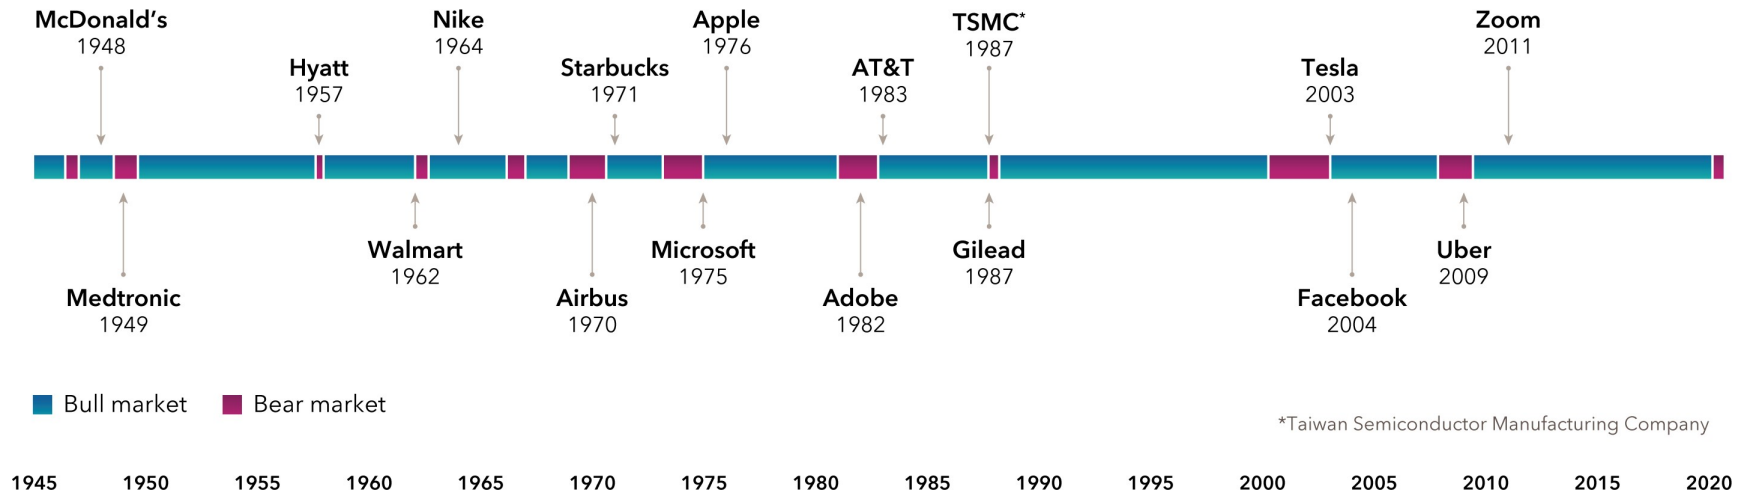 McDonald’s
1948
Nike
1964
Apple
1976
TSMC*
1987
Zoom
2011
Hyatt
1957
Starbucks
1971
AT&T
1983
Tesla
2003
Walmart
1962
Microsoft
1975
Gilead
1987
Uber
2009
Medtronic
1949
Airbus
1970
Adobe
1982
Facebook
2004
Bull market
Bear market
*Taiwan Semiconductor Manufacturing Company
1945 1950 1955 1960 1965 1970 1975 1980 1985 1990 1995 2000 2005 2010 2015 2020